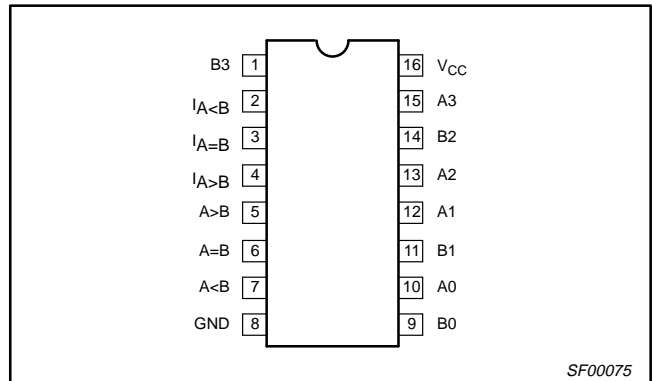 B3 1 16 VCC
IA<B 2 15 A3
IA=B 3 14 B2
IA>B 4 13 A2
A>B 5 12 A1
A=B 6 11 B1
A<B 7 10 A0
GND 8 9 B0
SF00075